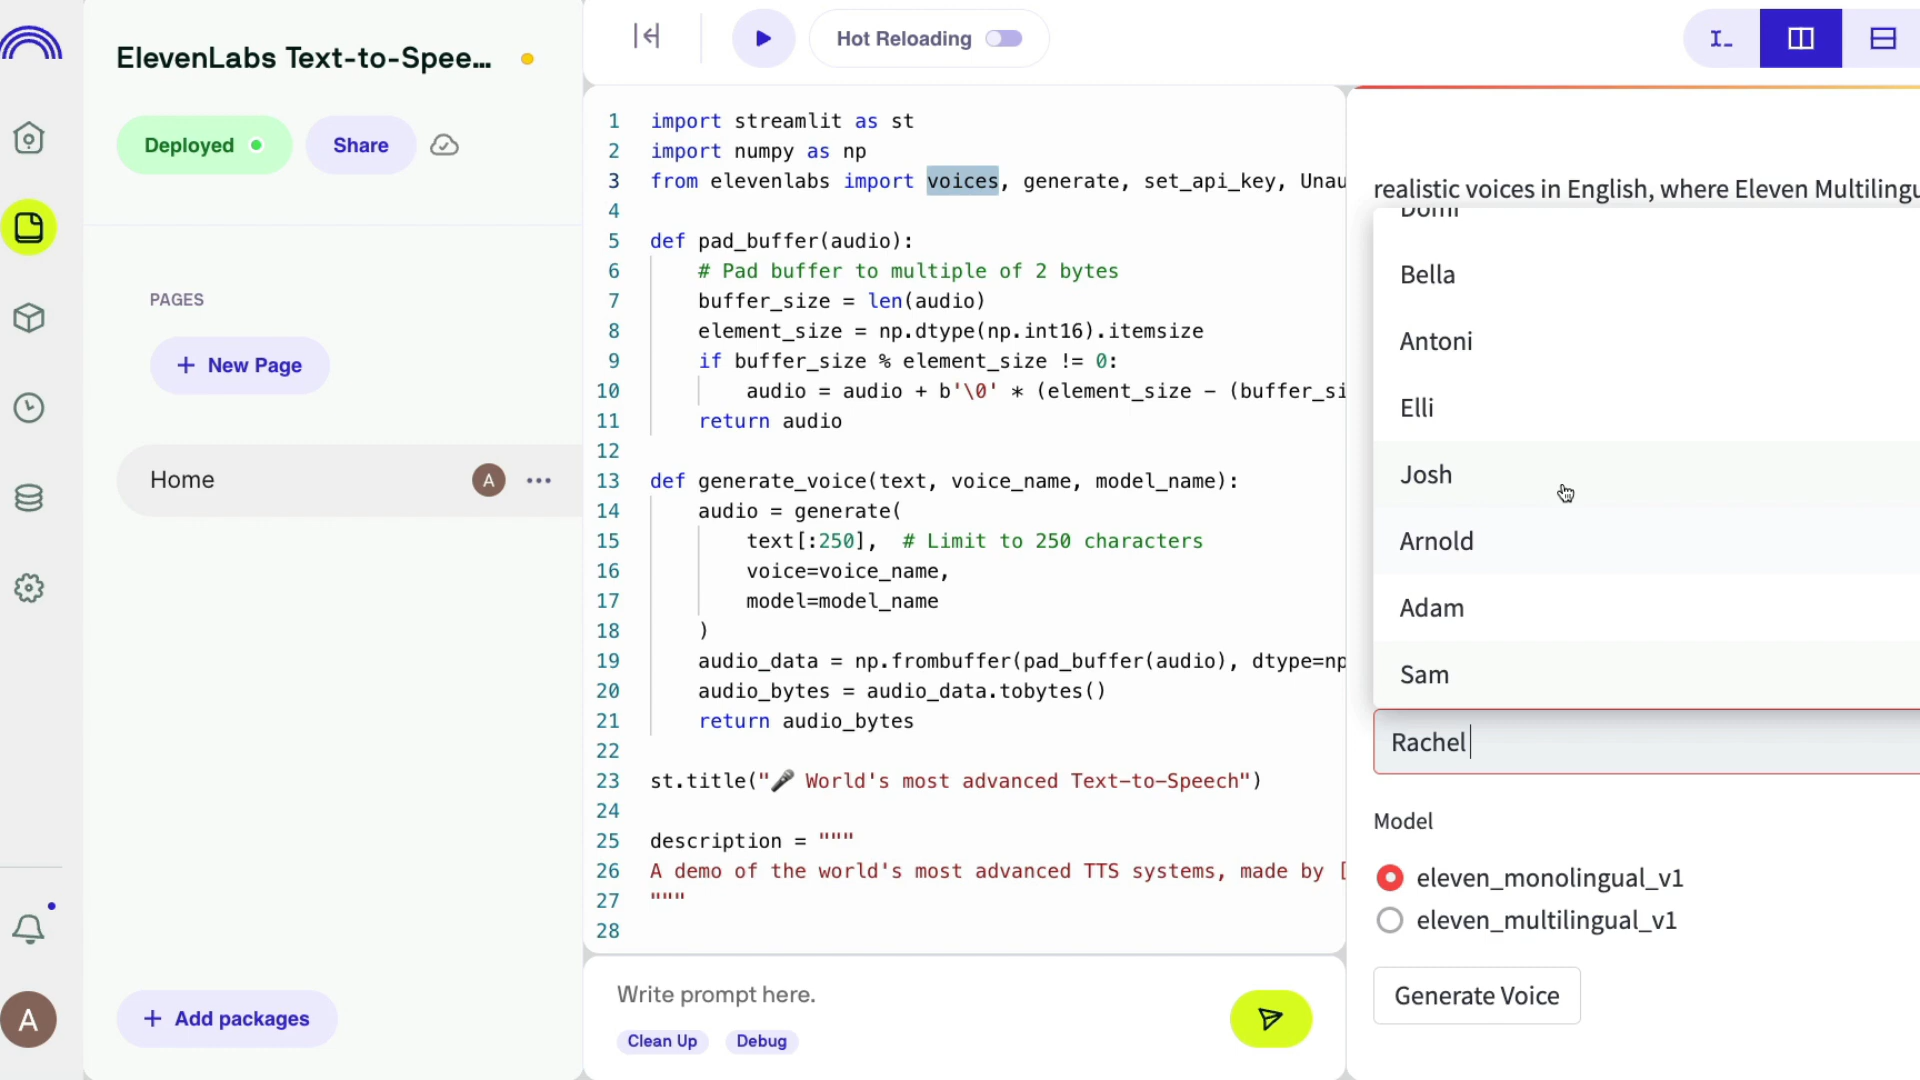 ElevenLabs Text-to-Spee...
Deployed
Share
PAGES
+ New Page
Home
A
+ Add packages
A
Hot Reloading
1 import streamlit as st
2 import numpy as np
3 from elevenlabs import voices, generate, set_api_key, Unau
4
5 def pad_buffer(audio):
6 # Pad buffer to multiple of 2 bytes
7 buffer_size = len(audio)
8 element_size = np.dtype(np.int16).itemsize
9 if buffer_size % element_size != 0:
10 audio = audio + b'\0' * (element_size - (buffer_si
11 return audio
12
13 def generate_voice(text, voice_name, model_name):
14 audio = generate(
15 text[:250], # Limit to 250 characters
16 voice=voice_name,
17 model=model_name
18 )
19 audio_data = np.frombuffer(pad_buffer(audio), dtype=np
20 audio_bytes = audio_data.tobytes()
21 return audio_bytes
22
23 st.title("🎤 World's most advanced Text-to-Speech")
24
25 description = """
26 A demo of the world's most advanced TTS systems, made by [
27 """
28
Write prompt here.
Clean Up
Debug
realistic voices in English, where Eleven Multilingu
Domi
Bella
Antoni
Elli
Josh
Arnold
Adam
Sam
Rachel
Model
eleven_monolingual_v1
eleven_multilingual_v1
Generate Voice